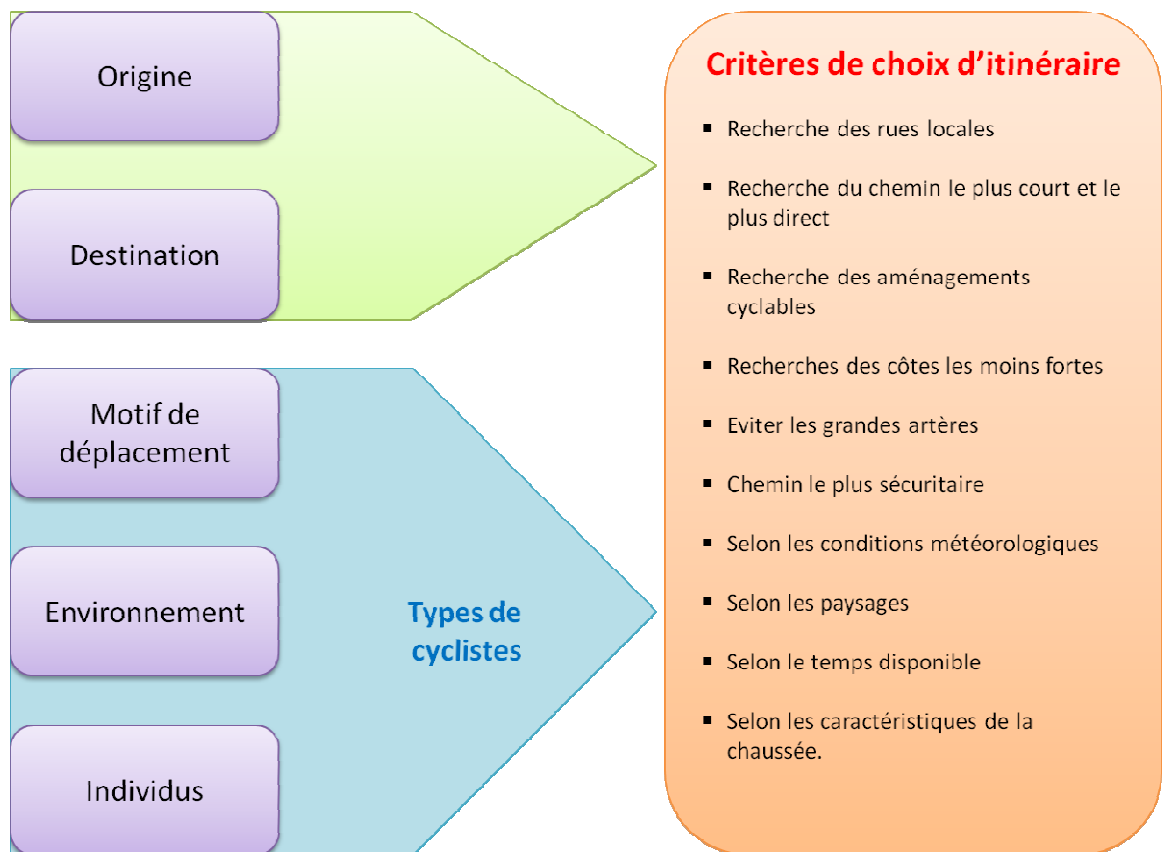 Origine
Destination
Motif de
déplacement
Environnement
Individus
Types de
cyclistes
Critères de choix d'itinéraire
▪ Recherche des rues locales
▪ Recherche du chemin le plus court et le
plus direct
▪ Recherche des aménagements
cyclables
▪ Recherches des côtes les moins fortes
▪ Eviter les grandes artères
▪ Chemin le plus sécuritaire
▪ Selon les conditions météorologiques
▪ Selon les paysages
▪ Selon le temps disponible
▪ Selon les caractéristiques de la
chaussée.